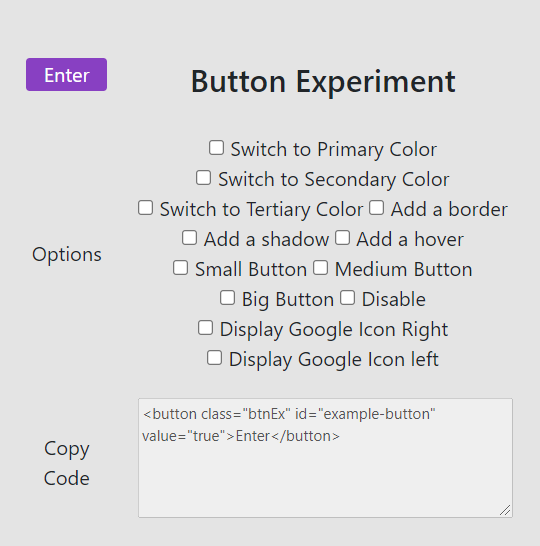 Enter
Button Experiment
Options
Switch to Primary Color
Switch to Secondary Color
Switch to Tertiary Color Add a border
Add a shadow Add a hover
Small Button Medium Button
Big Button Disable
Display Google Icon Right
Display Google Icon left
Copy
Code
<button class="btnEx" id="example-button"
value="true">Enter</button>